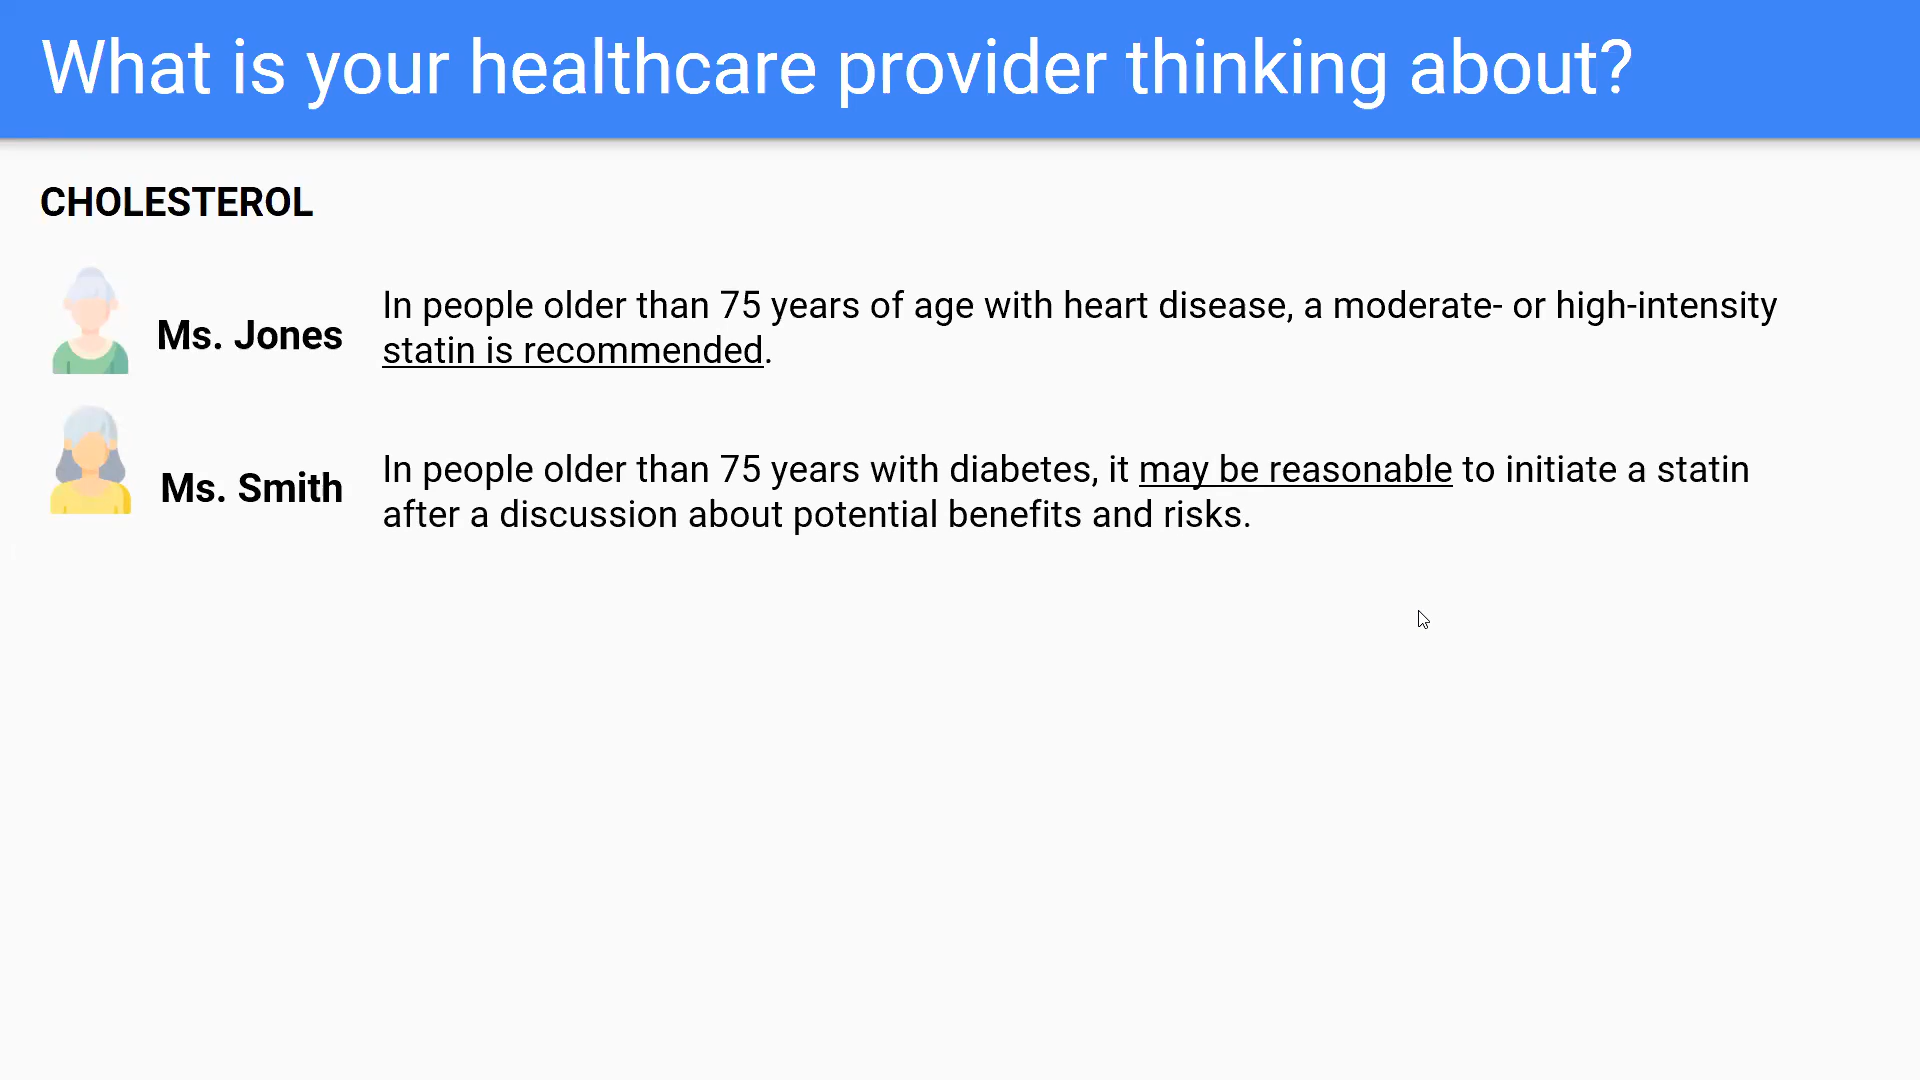 What is your healthcare provider thinking about?
CHOLESTEROL
Ms. Jones
In people older than 75 years of age with heart disease, a moderate- or high-intensity
statin is recommended.
Ms. Smith
In people older than 75 years with diabetes, it may be reasonable to initiate a statin
after a discussion about potential benefits and risks.